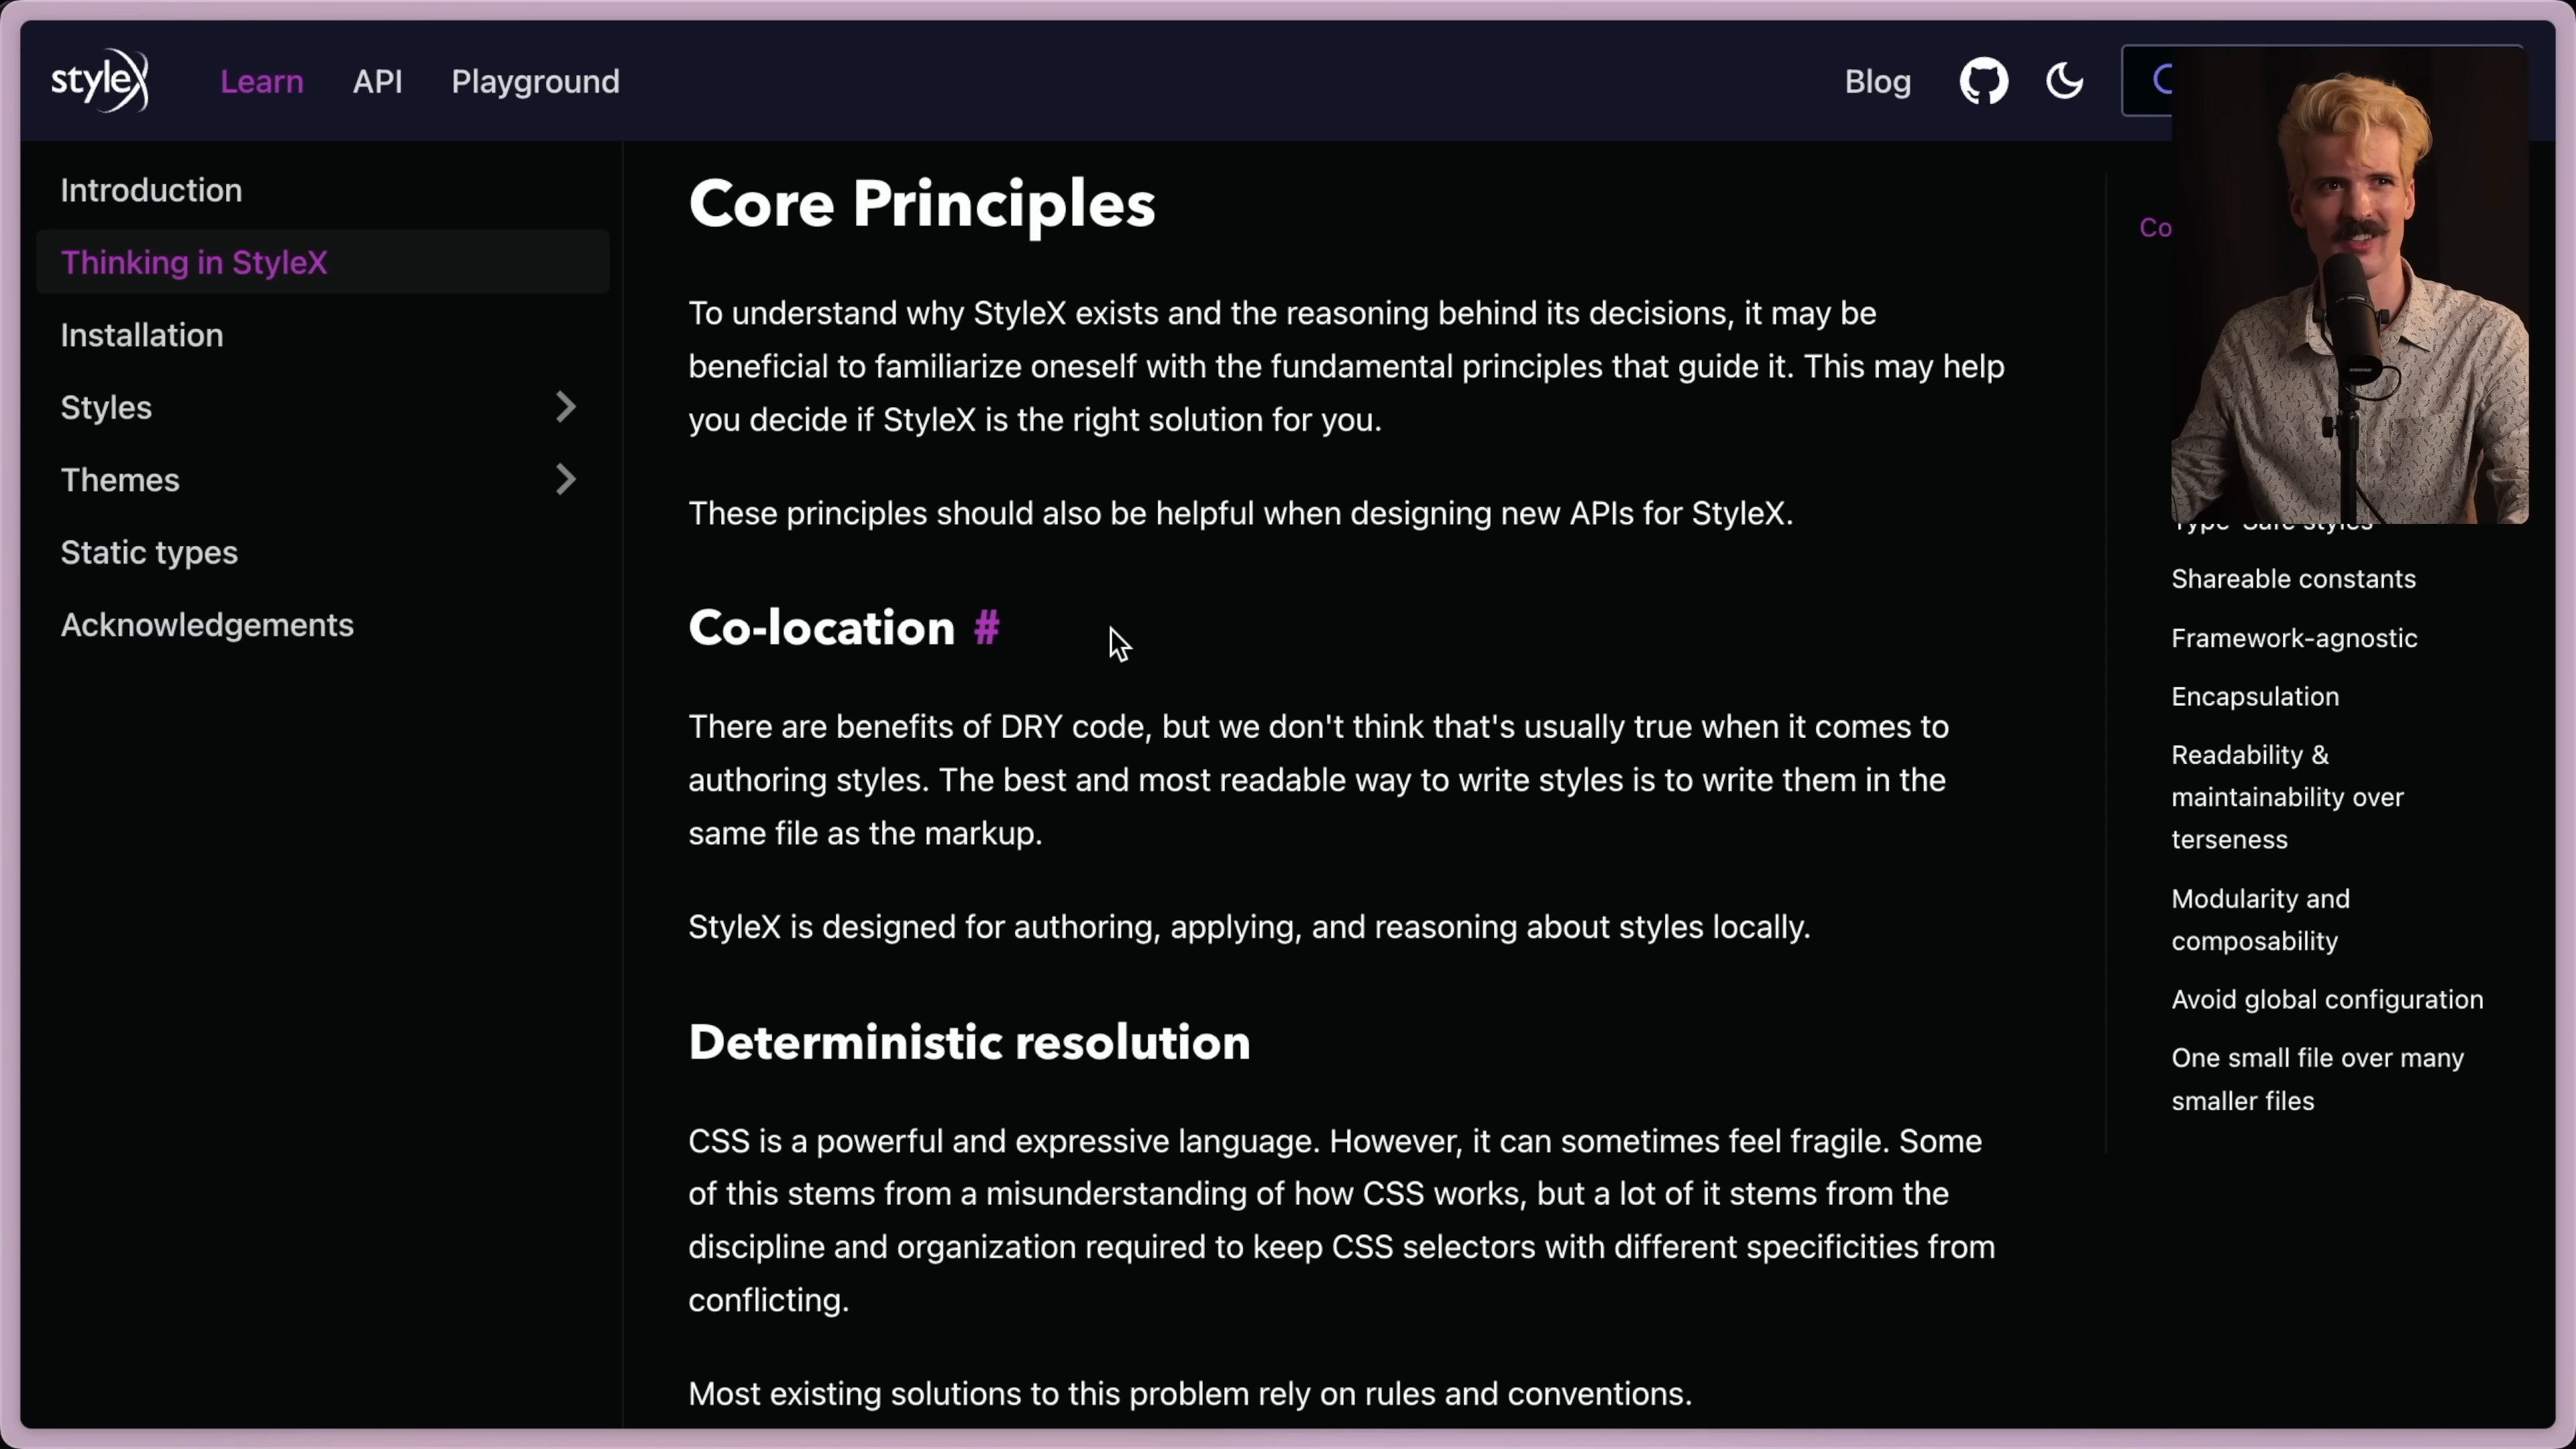 styleX
Learn
API
Playground
Blog
Introduction
Thinking in StyleX
Installation
Styles
Themes
Static types
Acknowledgements
Core Principles
To understand why StyleX exists and the reasoning behind its decisions, it may be
beneficial to familiarize oneself with the fundamental principles that guide it. This may help
you decide if StyleX is the right solution for you.
These principles should also be helpful when designing new APIs for StyleX.
Co-location #
There are benefits of DRY code, but we don't think that's usually true when it comes to
authoring styles. The best and most readable way to write styles is to write them in the
same file as the markup.
StyleX is designed for authoring, applying, and reasoning about styles locally.
Deterministic resolution
CSS is a powerful and expressive language. However, it can sometimes feel fragile. Some
of this stems from a misunderstanding of how CSS works, but a lot of it stems from the
discipline and organization required to keep CSS selectors with different specificities from
conflicting.
Most existing solutions to this problem rely on rules and conventions.
Co
Type-Safe styles
Shareable constants
Framework-agnostic
Encapsulation
Readability &
maintainability over
terseness
Modularity and
composability
Avoid global configuration
One small file over many
smaller files